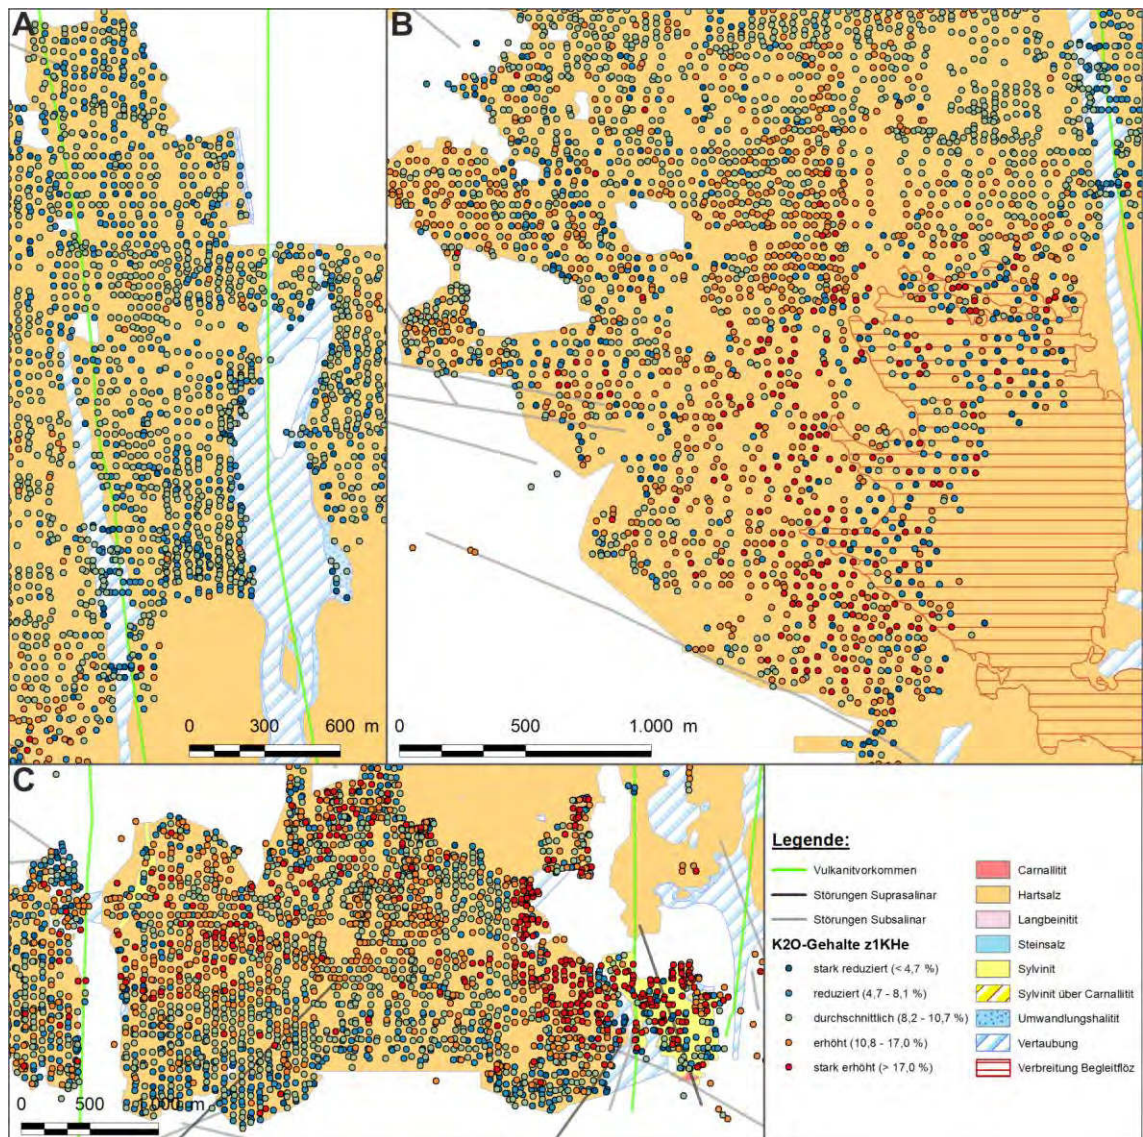 A
B
0 300 600 m
0 500 1.000 m
C
0 500 1.000 m
Legende:
Vulkanitvorkommen
Störungen Suprasalinar
Störungen Subsalinar
K2O-Gehalte z1KHe
stark reduziert (< 4,7 %)
reduziert (4,7 - 8,1 %)
durchschnittlich (8,2 - 10,7 %)
erhöht (10,8 - 17,0 %)
stark erhöht (> 17,0 %)
Carnallitit
Hartsalz
Langbeinitit
Steinsalz
Sylvinit
Sylvinit über Carnallitit
Umwandlungshalitit
Vertaubung
Verbreitung Begleitflöz